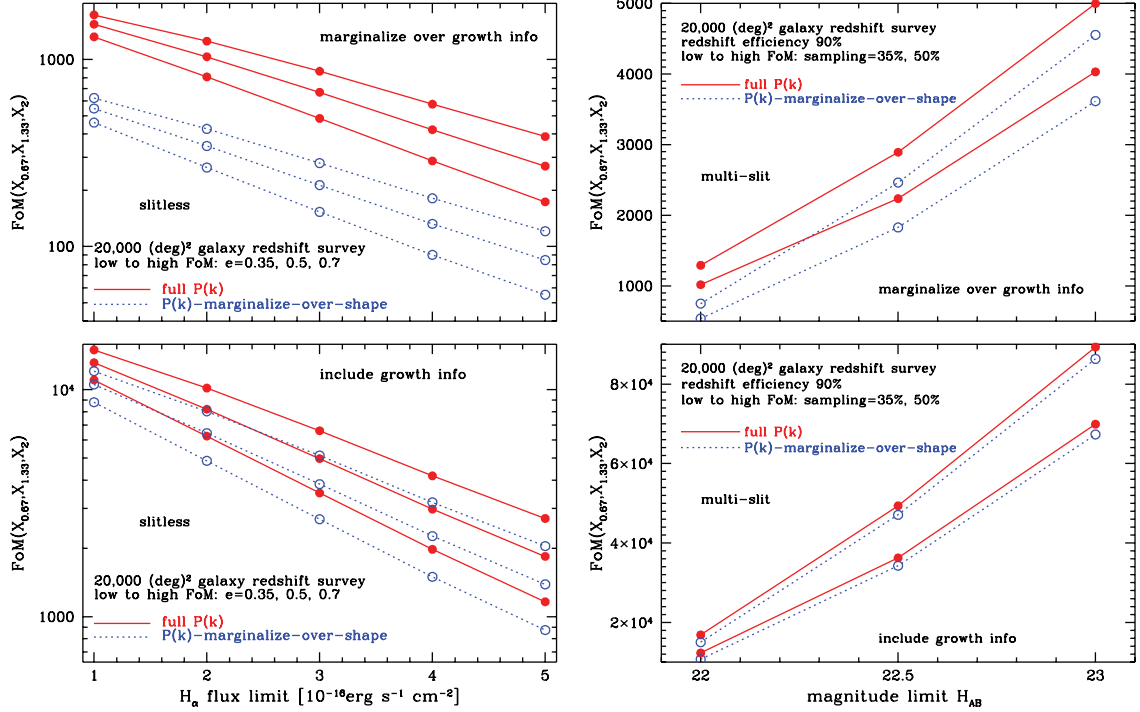 FoM(X0.67,X1.33,X2)
1000
100
marginalize over growth info
slitless
20,000 (deg)² galaxy redshift survey
low to high FoM: e=0.35, 0.5, 0.7
full P(k)
P(k)-marginalize-over-shape
FoM(X0.67,X1.33,X2)
5000
4000
3000
2000
1000
20,000 (deg)² galaxy redshift survey
redshift efficiency 90%
low to high FoM: sampling=35%, 50%
full P(k)
P(k)-marginalize-over-shape
multi-slit
marginalize over growth info
FoM(X0.67,X1.33,X2)
10⁴
1000
include growth info
slitless
20,000 (deg)² galaxy redshift survey
low to high FoM: e=0.35, 0.5, 0.7
full P(k)
P(k)-marginalize-over-shape
1 2 3 4 5
Hα flux limit [10⁻¹⁶erg s⁻¹ cm⁻²]
FoM(X0.67,X1.33,X2)
8×10⁴
6×10⁴
4×10⁴
2×10⁴
20,000 (deg)² galaxy redshift survey
redshift efficiency 90%
low to high FoM: sampling=35%, 50%
full P(k)
P(k)-marginalize-over-shape
multi-slit
include growth info
22 22.5 23
magnitude limit HAB